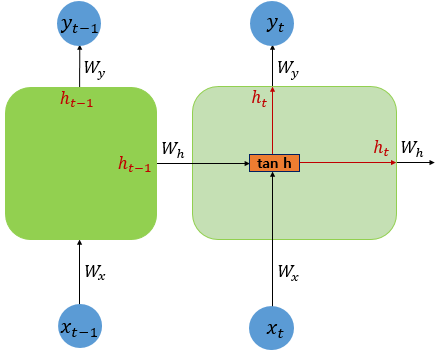 y_{t-1} y_t
W_y W_y
h_{t-1} h_t
h_{t-1} W_h tan h h_t W_h
W_x W_x
x_{t-1} x_t